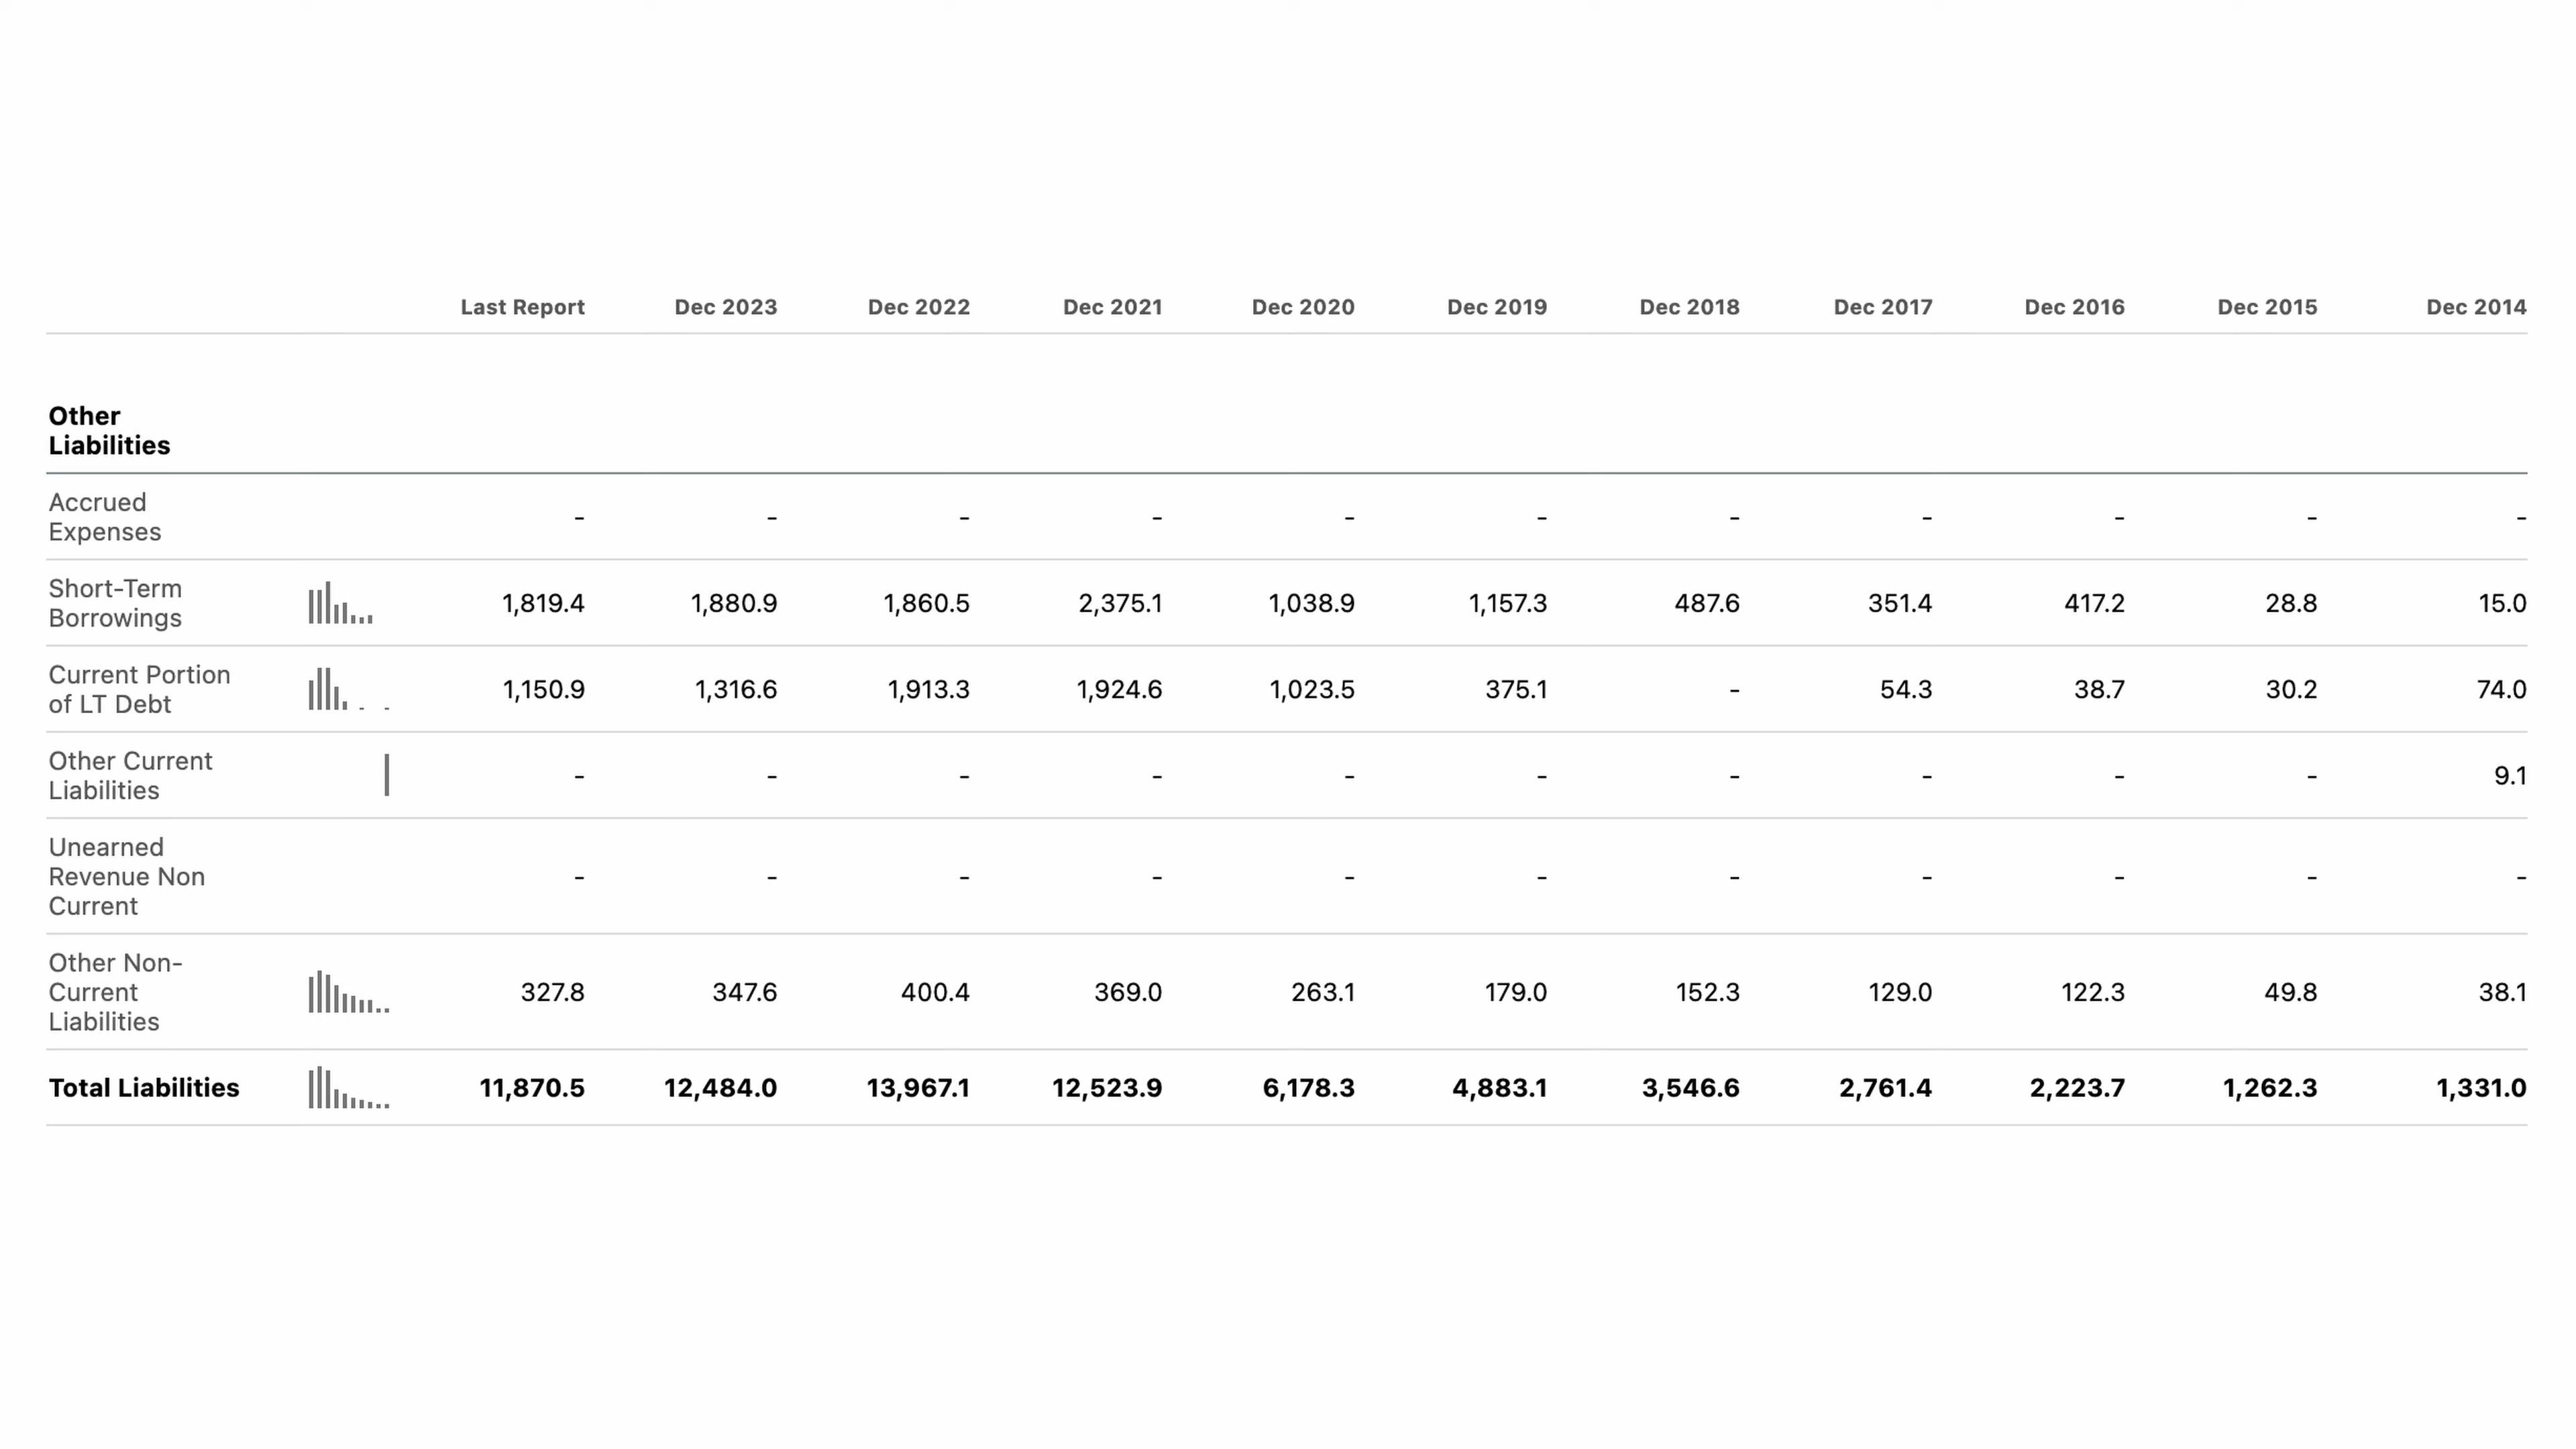 Last Report Dec 2023 Dec 2022 Dec 2021 Dec 2020 Dec 2019 Dec 2018 Dec 2017 Dec 2016 Dec 2015 Dec 2014
Other
Liabilities
Accrued
Expenses - - - - - - - - - - -
Short-Term
Borrowings 1,819.4 1,880.9 1,860.5 2,375.1 1,038.9 1,157.3 487.6 351.4 417.2 28.8 15.0
Current Portion
of LT Debt 1,150.9 1,316.6 1,913.3 1,924.6 1,023.5 375.1 - 54.3 38.7 30.2 74.0
Other Current
Liabilities - - - - - - - - - - 9.1
Unearned
Revenue Non
Current - - - - - - - - - - -
Other Non-
Current
Liabilities 327.8 347.6 400.4 369.0 263.1 179.0 152.3 129.0 122.3 49.8 38.1
Total Liabilities 11,870.5 12,484.0 13,967.1 12,523.9 6,178.3 4,883.1 3,546.6 2,761.4 2,223.7 1,262.3 1,331.0